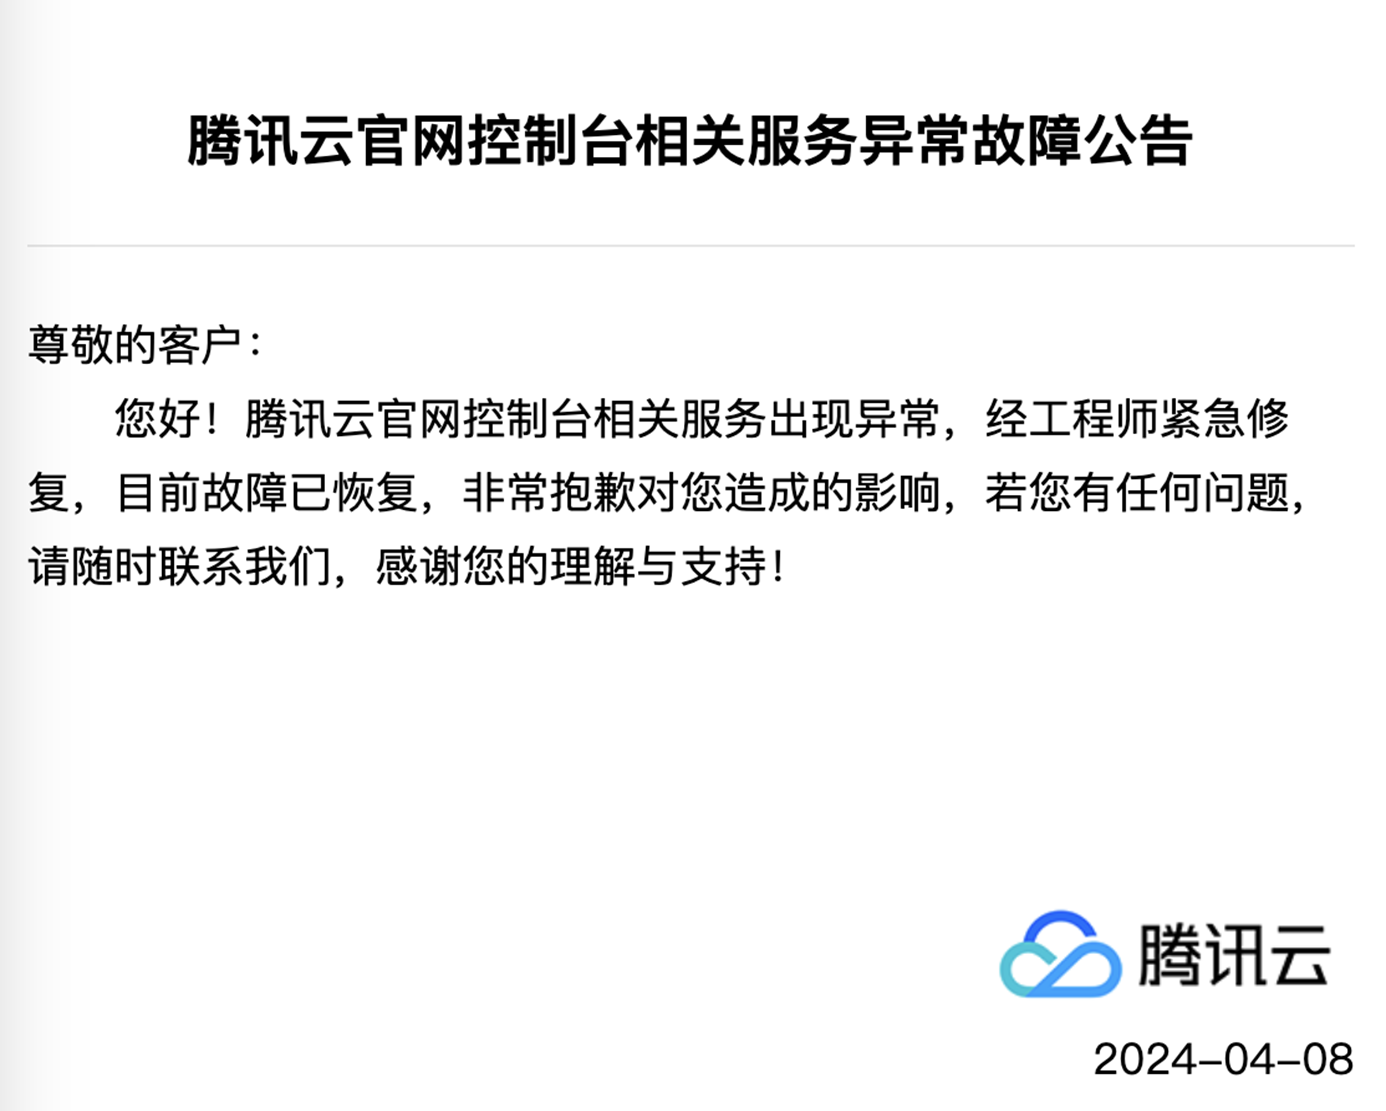 腾讯云官网控制台相关服务异常故障公告
尊敬的客户：
您好！腾讯云官网控制台相关服务出现异常，经工程师紧急修
复，目前故障已恢复，非常抱歉对您造成的影响，若您有任何问题，
请随时联系我们，感谢您的理解与支持！
腾讯云
2024-04-08